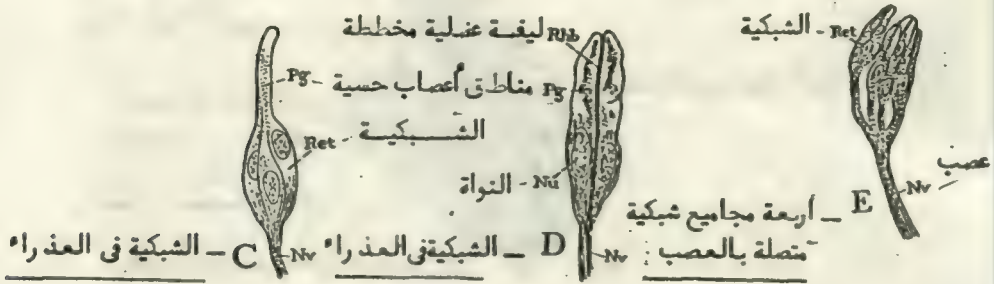 ليفة عضلية مخططة Rhb
الشبكية - Ret
Pg - مناطق أعصاب حسية Pg
الشبكية Ret
عصب
النواة - Nu
Nv
E - أربعة مجاميع شبكية
متصلة بالعصب
Nv
D - الشبكية في العذراء
Nv
C - الشبكية في العذراء